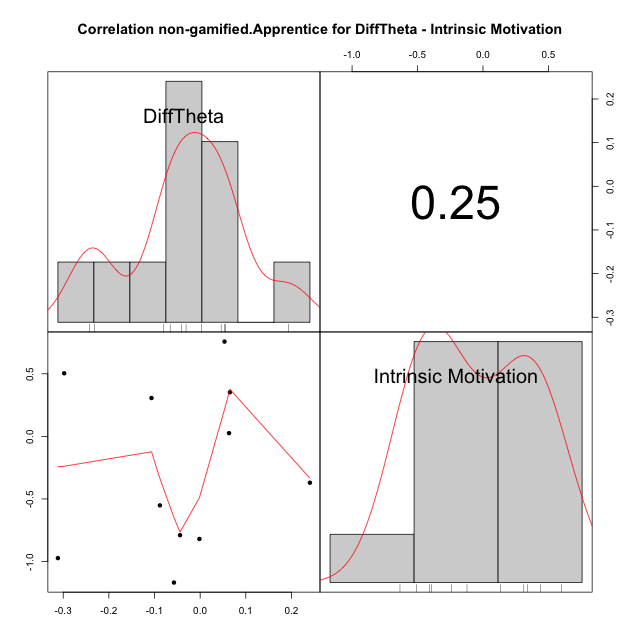 Correlation non-gamified.Apprentice for DiffTheta - Intrinsic Motivation
-1.0 -0.5 0.0 0.5
DiffTheta
0.25
0.2
0.1
0.0
-0.1
-0.2
-0.3
Intrinsic Motivation
0.5
0.0
-0.5
-1.0
-0.3 -0.2 -0.1 0.0 0.1 0.2